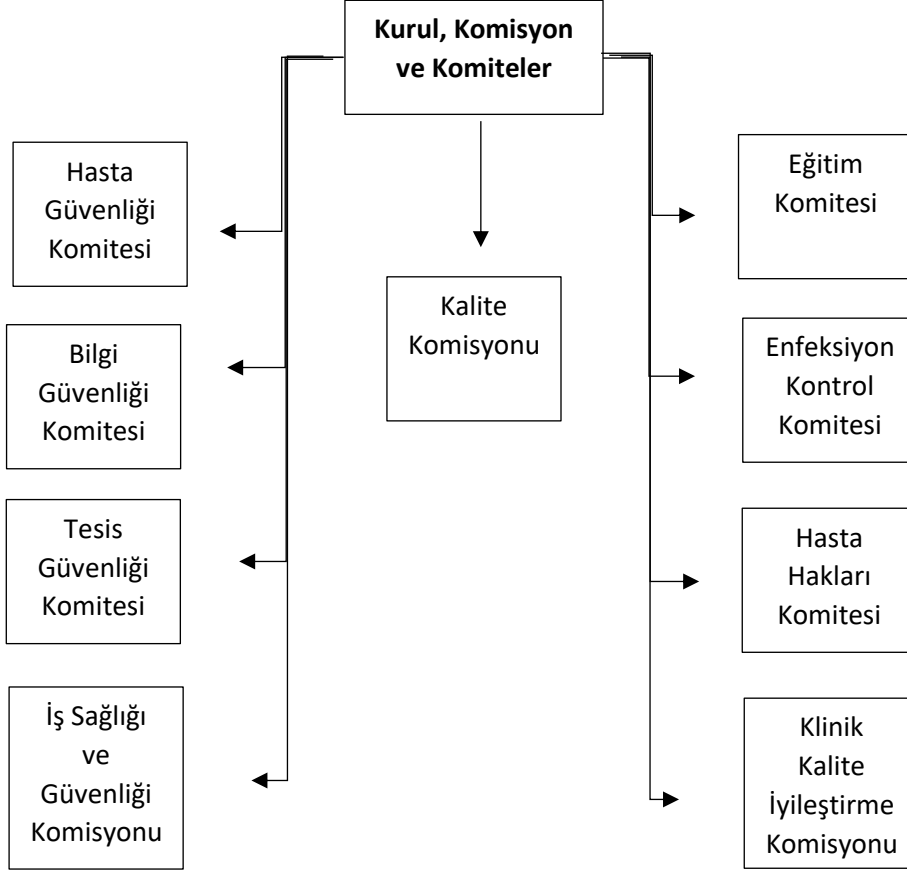 Kurul, Komisyon
ve Komiteler
Hasta
Güvenliği
Komitesi
Bilgi
Güvenliği
Komitesi
Tesis
Güvenliği
Komitesi
İş Sağlığı
ve
Güvenliği
Komisyonu
Kalite
Komisyonu
Eğitim
Komitesi
Enfeksiyon
Kontrol
Komitesi
Hasta
Hakları
Komitesi
Klinik
Kalite
İyileştirme
Komisyonu